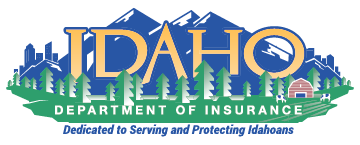 IDAHO
DEPARTMENT OF INSURANCE
Dedicated to Serving and Protecting Idahoans